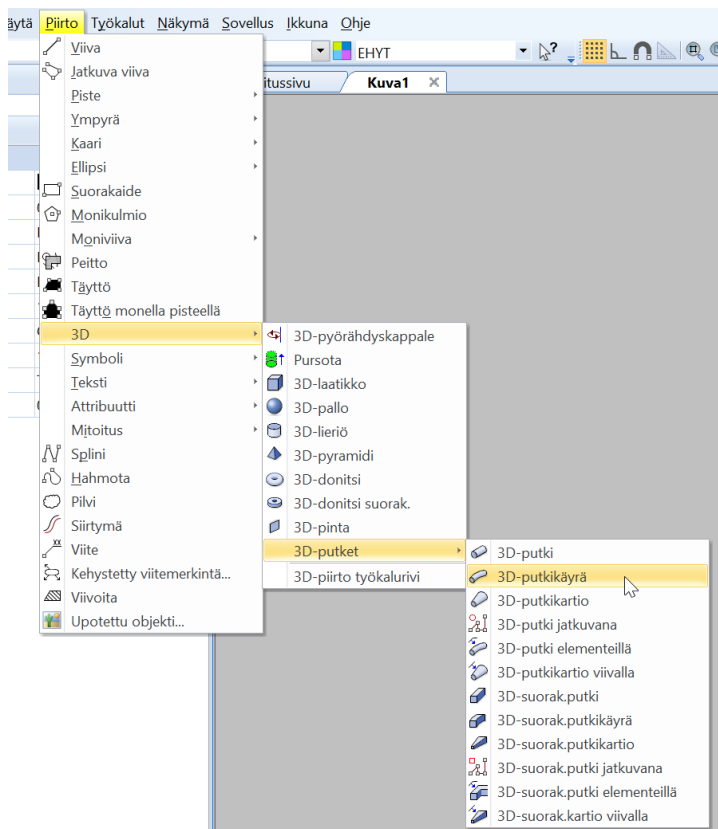 äytä Piirto Työkalut Näkymä Sovellus Ikkuna Ohje
EHYT
itussivu Kuva1
Viiva
Jatkuva viiva
Piste
Ympyrä
Kaari
Ellipsi
Suorakaide
Monikulmio
Moniviiva
Peitto
Täyttö
Täyttö monella pisteellä
3D
Symboli
Teksti
Attribuutti
Mitoitus
Splini
Hahmota
Pilvi
Siirtymä
Viite
Kehystetty viitemerkintä...
Viivoita
Upotettu objekti...
3D-pyörähdyskappale
Pursota
3D-laatikko
3D-pallo
3D-lieriö
3D-pyramidi
3D-donitsi
3D-donitsi suorak.
3D-pinta
3D-putket
3D-piirto työkalurivi
3D-putki
3D-putkikäyrä
3D-putkikartio
3D-putki jatkuvana
3D-putki elementeillä
3D-putkikartio viivalla
3D-suorak.putki
3D-suorak.putkikäyrä
3D-suorak.putkikartio
3D-suorak.putki jatkuvana
3D-suorak.putki elementeillä
3D-suorak.kartio viivalla